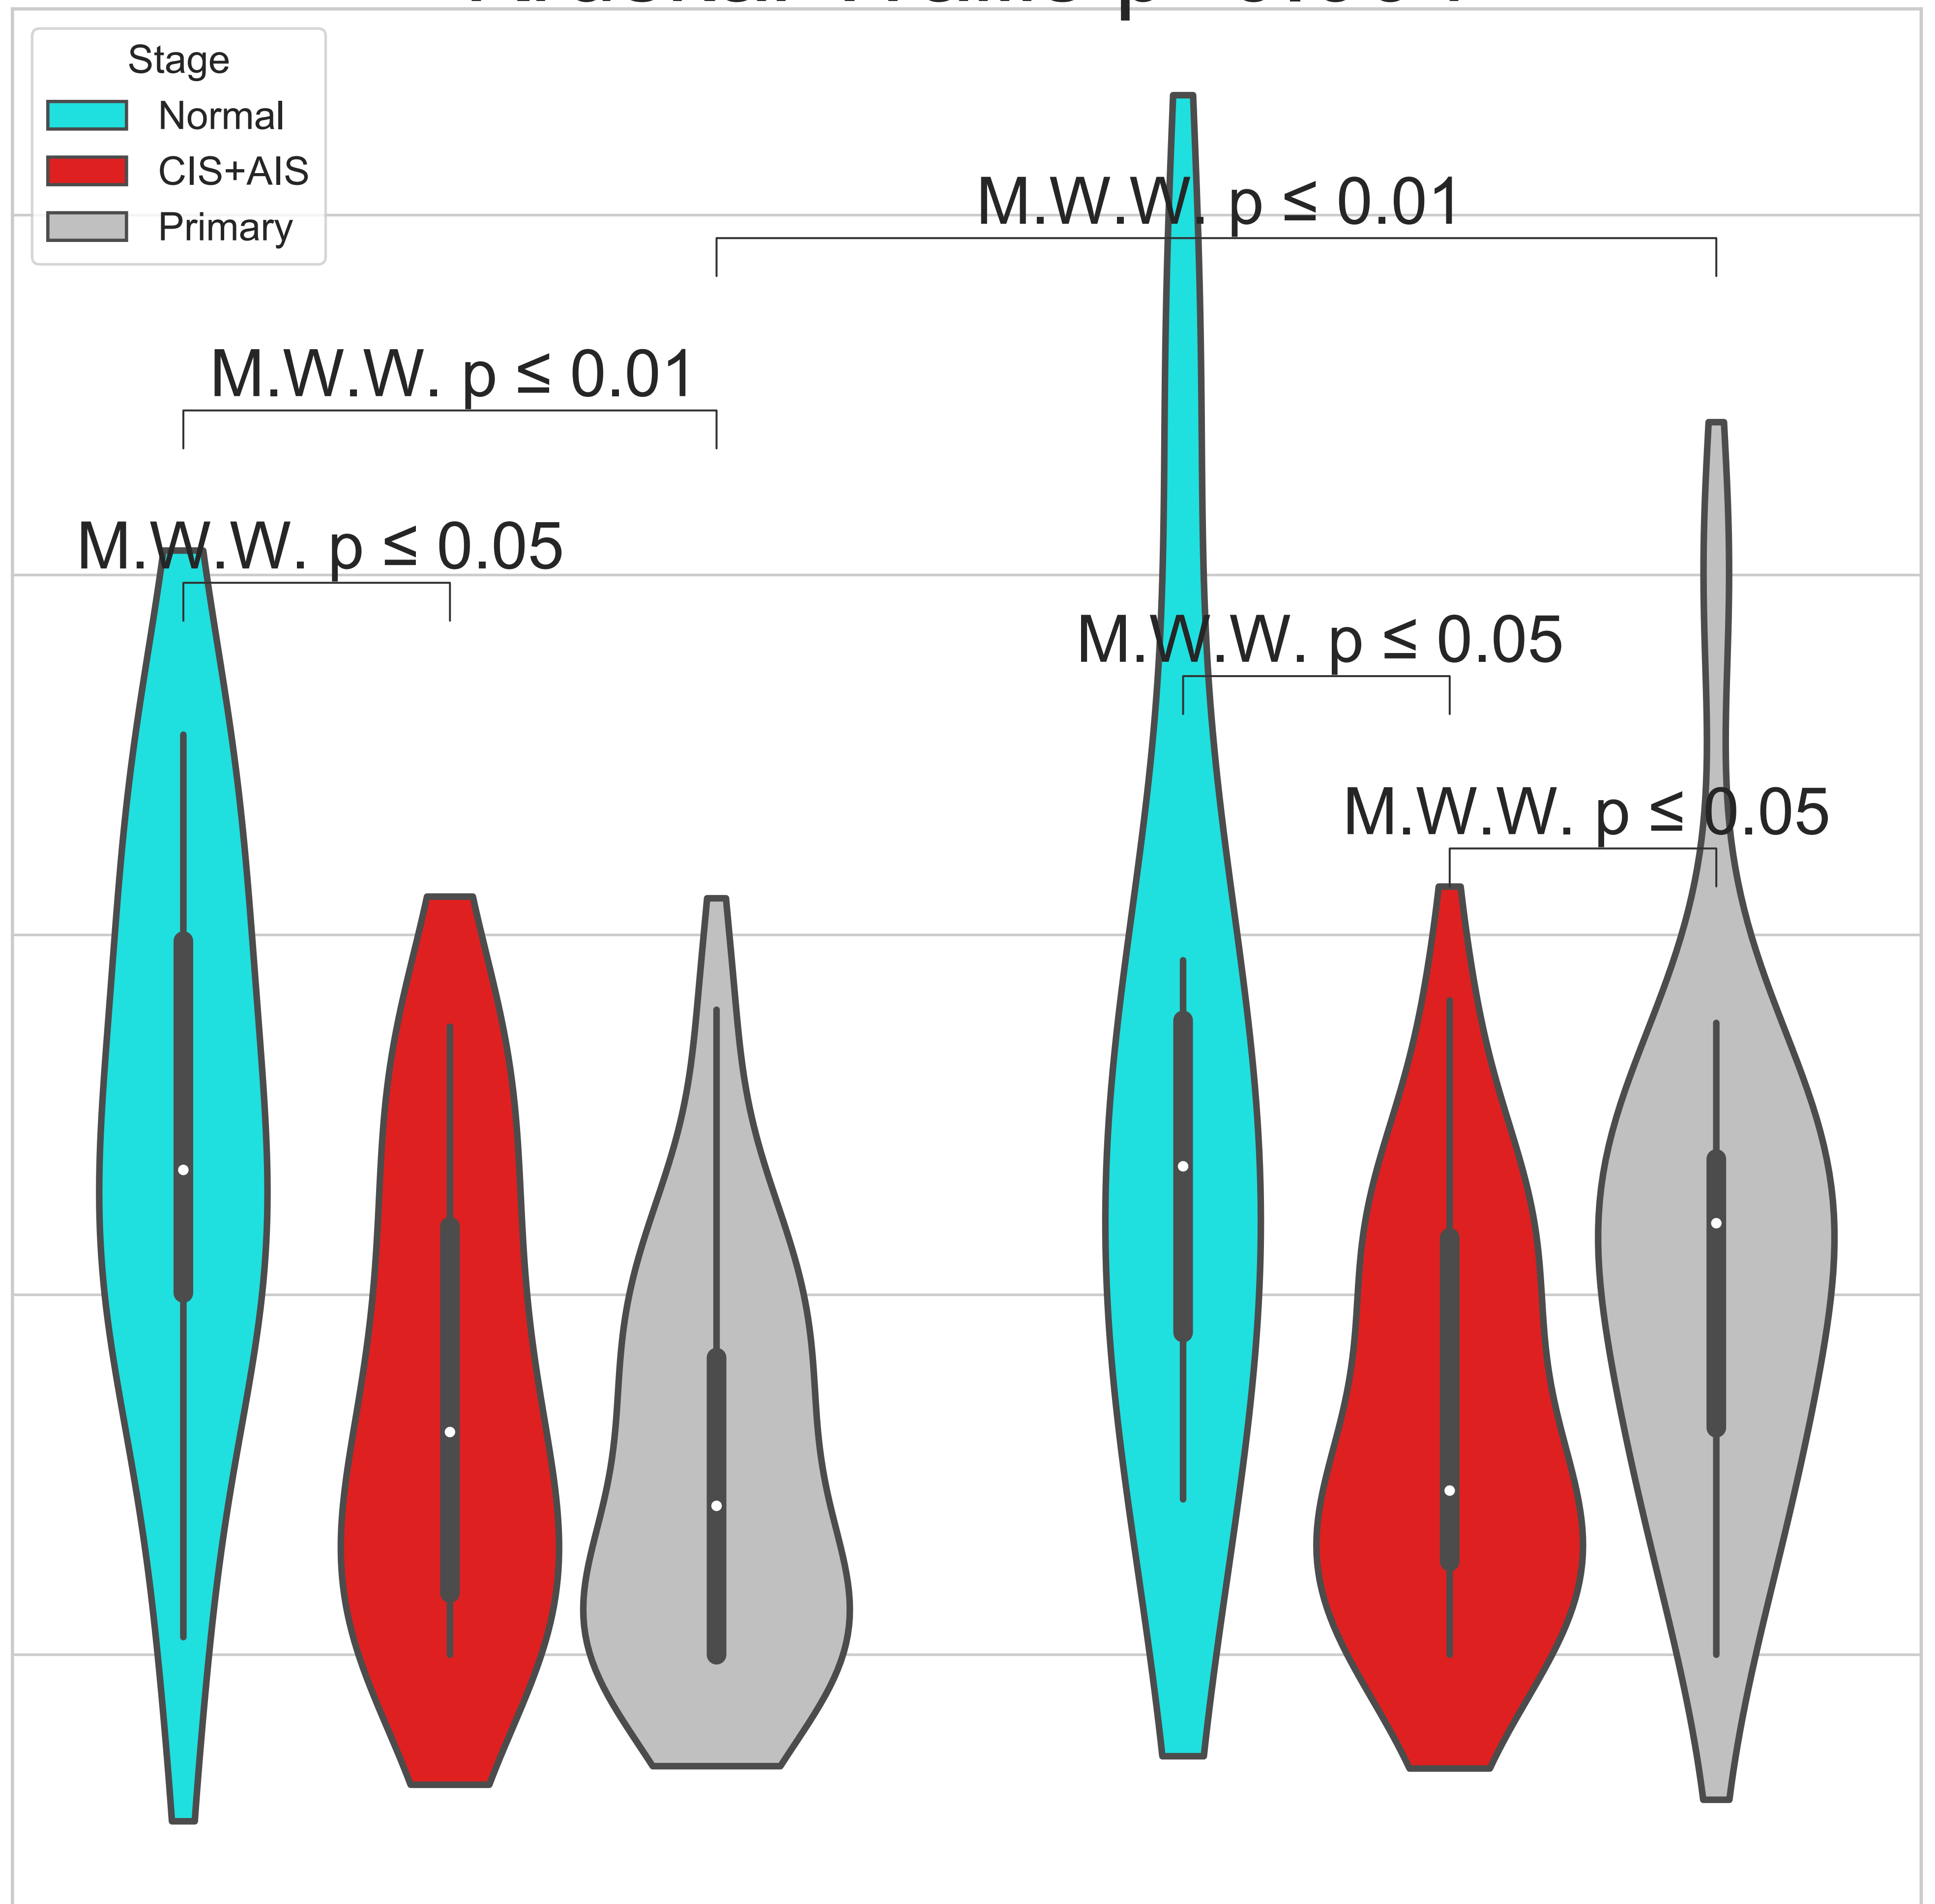 Stage
Normal
CIS+AIS
Primary
M.W.W. p ≤ 0.01
M.W.W. p ≤ 0.01
M.W.W. p ≤ 0.05
M.W.W. p ≤ 0.05
M.W.W. p ≤ 0.05